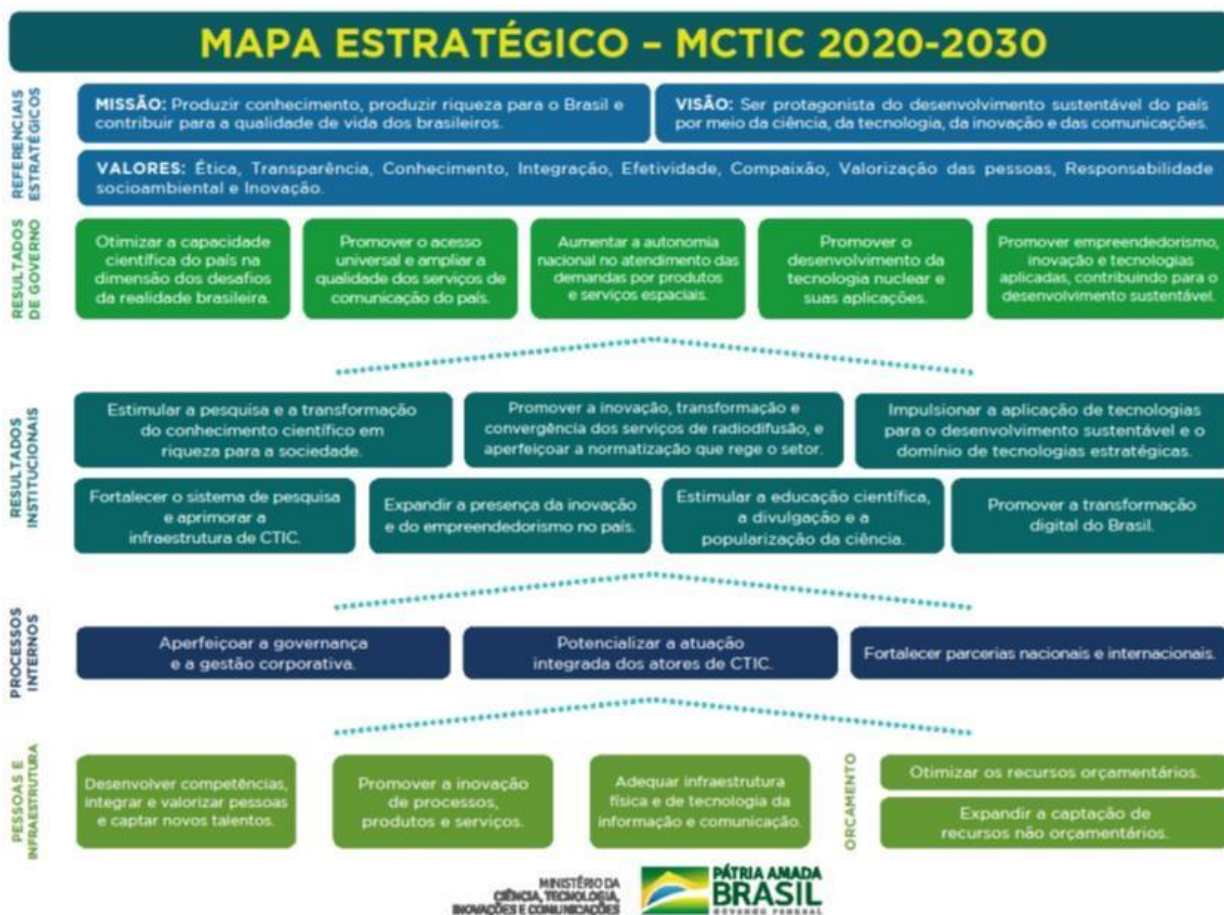 MAPA ESTRATÉGICO – MCTIC 2020-2030
REFERENCIAIS
ESTRATÉGICOS
MISSÃO: Produzir conhecimento, produzir riqueza para o Brasil e
contribuir para a qualidade de vida dos brasileiros.
VISÃO: Ser protagonista do desenvolvimento sustentável do país
por meio da ciência, da tecnologia, da inovação e das comunicações.
VALORES: Ética, Transparência, Conhecimento, Integração, Efetividade, Compaixão, Valorização das pessoas, Responsabilidade
socioambiental e Inovação.
RESULTADOS
DE GOVERNO
Otimizar a capacidade
científica do país na
dimensão dos desafios
da realidade brasileira.
Promover o acesso
universal e ampliar a
qualidade dos serviços de
comunicação do país.
Aumentar a autonomia
nacional no atendimento das
demandas por produtos
e serviços espaciais.
Promover o
desenvolvimento da
tecnologia nuclear e
suas aplicações.
Promover empreendedorismo,
inovação e tecnologias
aplicadas, contribuindo para o
desenvolvimento sustentável.
RESULTADOS
INSTITUCIONAIS
Estimular a pesquisa e a transformação
do conhecimento científico em
riqueza para a sociedade.
Promover a inovação, transformação e
convergência dos serviços de radiodifusão, e
aperfeiçoar a normatização que rege o setor.
Impulsionar a aplicação de tecnologias
para o desenvolvimento sustentável e o
domínio de tecnologias estratégicas.
Fortalecer o sistema de pesquisa
e aprimorar a
infraestrutura de CTIC.
Expandir a presença da inovação
e do empreendedorismo no país.
Estimular a educação científica,
a divulgação e a
popularização da ciência.
Promover a transformação
digital do Brasil.
PROCESSOS
INTERNOS
Aperfeiçoar a governança
e a gestão corporativa.
Potencializar a atuação
integrada dos atores de CTIC.
Fortalecer parcerias nacionais e internacionais.
PESSOAS E
INFRAESTRUTURA
Desenvolver competências,
integrar e valorizar pessoas
e captar novos talentos.
Promover a inovação
de processos,
produtos e serviços.
Adequar infraestrutura
física e de tecnologia da
informação e comunicação.
ORÇAMENTO
Otimizar os recursos orçamentários.
Expandir a captação de
recursos não orçamentários.
MINISTÉRIO DA
CIÊNCIA, TECNOLOGIA,
INOVAÇÕES E COMUNICAÇÕES
PÁTRIA AMADA
BRASIL
GOVERNO FEDERAL